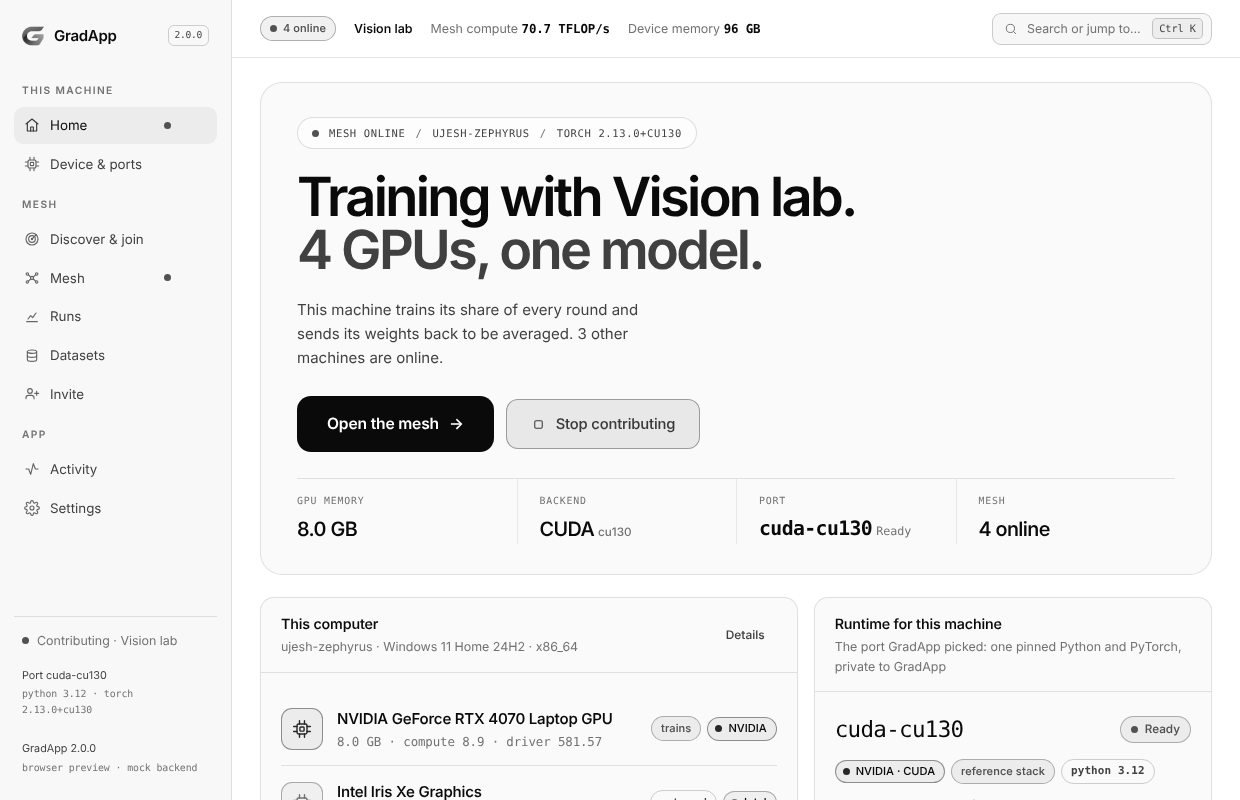 GradApp
2.0.0
THIS MACHINE
Home
Device & ports
MESH
Discover & join
Mesh
Runs
Datasets
Invite
APP
Activity
Settings
Contributing · Vision lab
Port cuda-cu130
python 3.12 · torch
2.13.0+cu130
GradApp 2.0.0
browser preview · mock backend
4 online
Vision lab
Mesh compute 70.7 TFLOP/s
Device memory 96 GB
Search or jump to...
Ctrl K
MESH ONLINE / UJESH-ZEPHYRUS / TORCH 2.13.0+CU130
Training with Vision lab.
4 GPUs, one model.
This machine trains its share of every round and
sends its weights back to be averaged. 3 other
machines are online.
Open the mesh →
Stop contributing
GPU MEMORY
8.0 GB
BACKEND
CUDA cu130
PORT
cuda-cu130 Ready
MESH
4 online
This computer
ujesh-zephyrus · Windows 11 Home 24H2 · x86_64
Details
NVIDIA GeForce RTX 4070 Laptop GPU
8.0 GB · compute 8.9 · driver 581.57
trains
NVIDIA
Intel Iris Xe Graphics
Runtime for this machine
The port GradApp picked: one pinned Python and PyTorch,
private to GradApp
cuda-cu130
Ready
NVIDIA · CUDA
reference stack
python 3.12